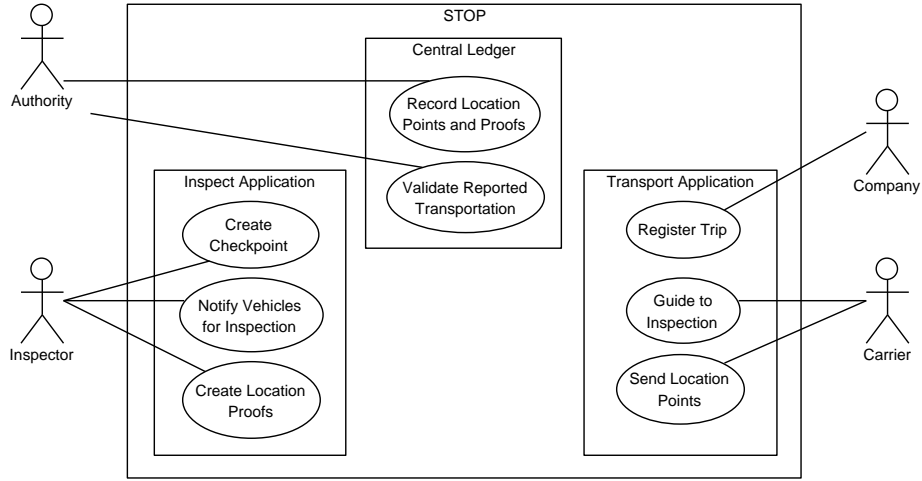 STOP
Central Ledger
Authority
Record Location
Points and Proofs
Validate Reported
Transportation
Inspect Application
Create
Checkpoint
Notify Vehicles
for Inspection
Create Location
Proofs
Inspector
Transport Application
Register Trip
Guide to
Inspection
Send Location
Points
Company
Carrier